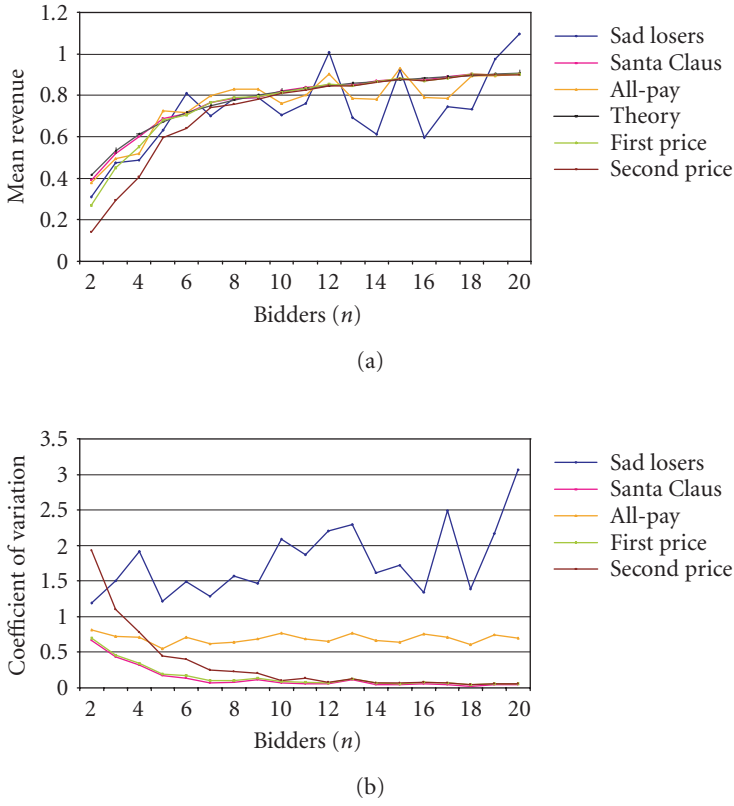 1.2
1
0.8
0.6
0.4
0.2
0
Mean revenue
2 4 6 8 10 12 14 16 18 20
Bidders (n)
Sad losers
Santa Claus
All-pay
Theory
First price
Second price
(a)
3.5
3
2.5
2
1.5
1
0.5
0
Coefficient of variation
2 4 6 8 10 12 14 16 18 20
Bidders (n)
Sad losers
Santa Claus
All-pay
First price
Second price
(b)